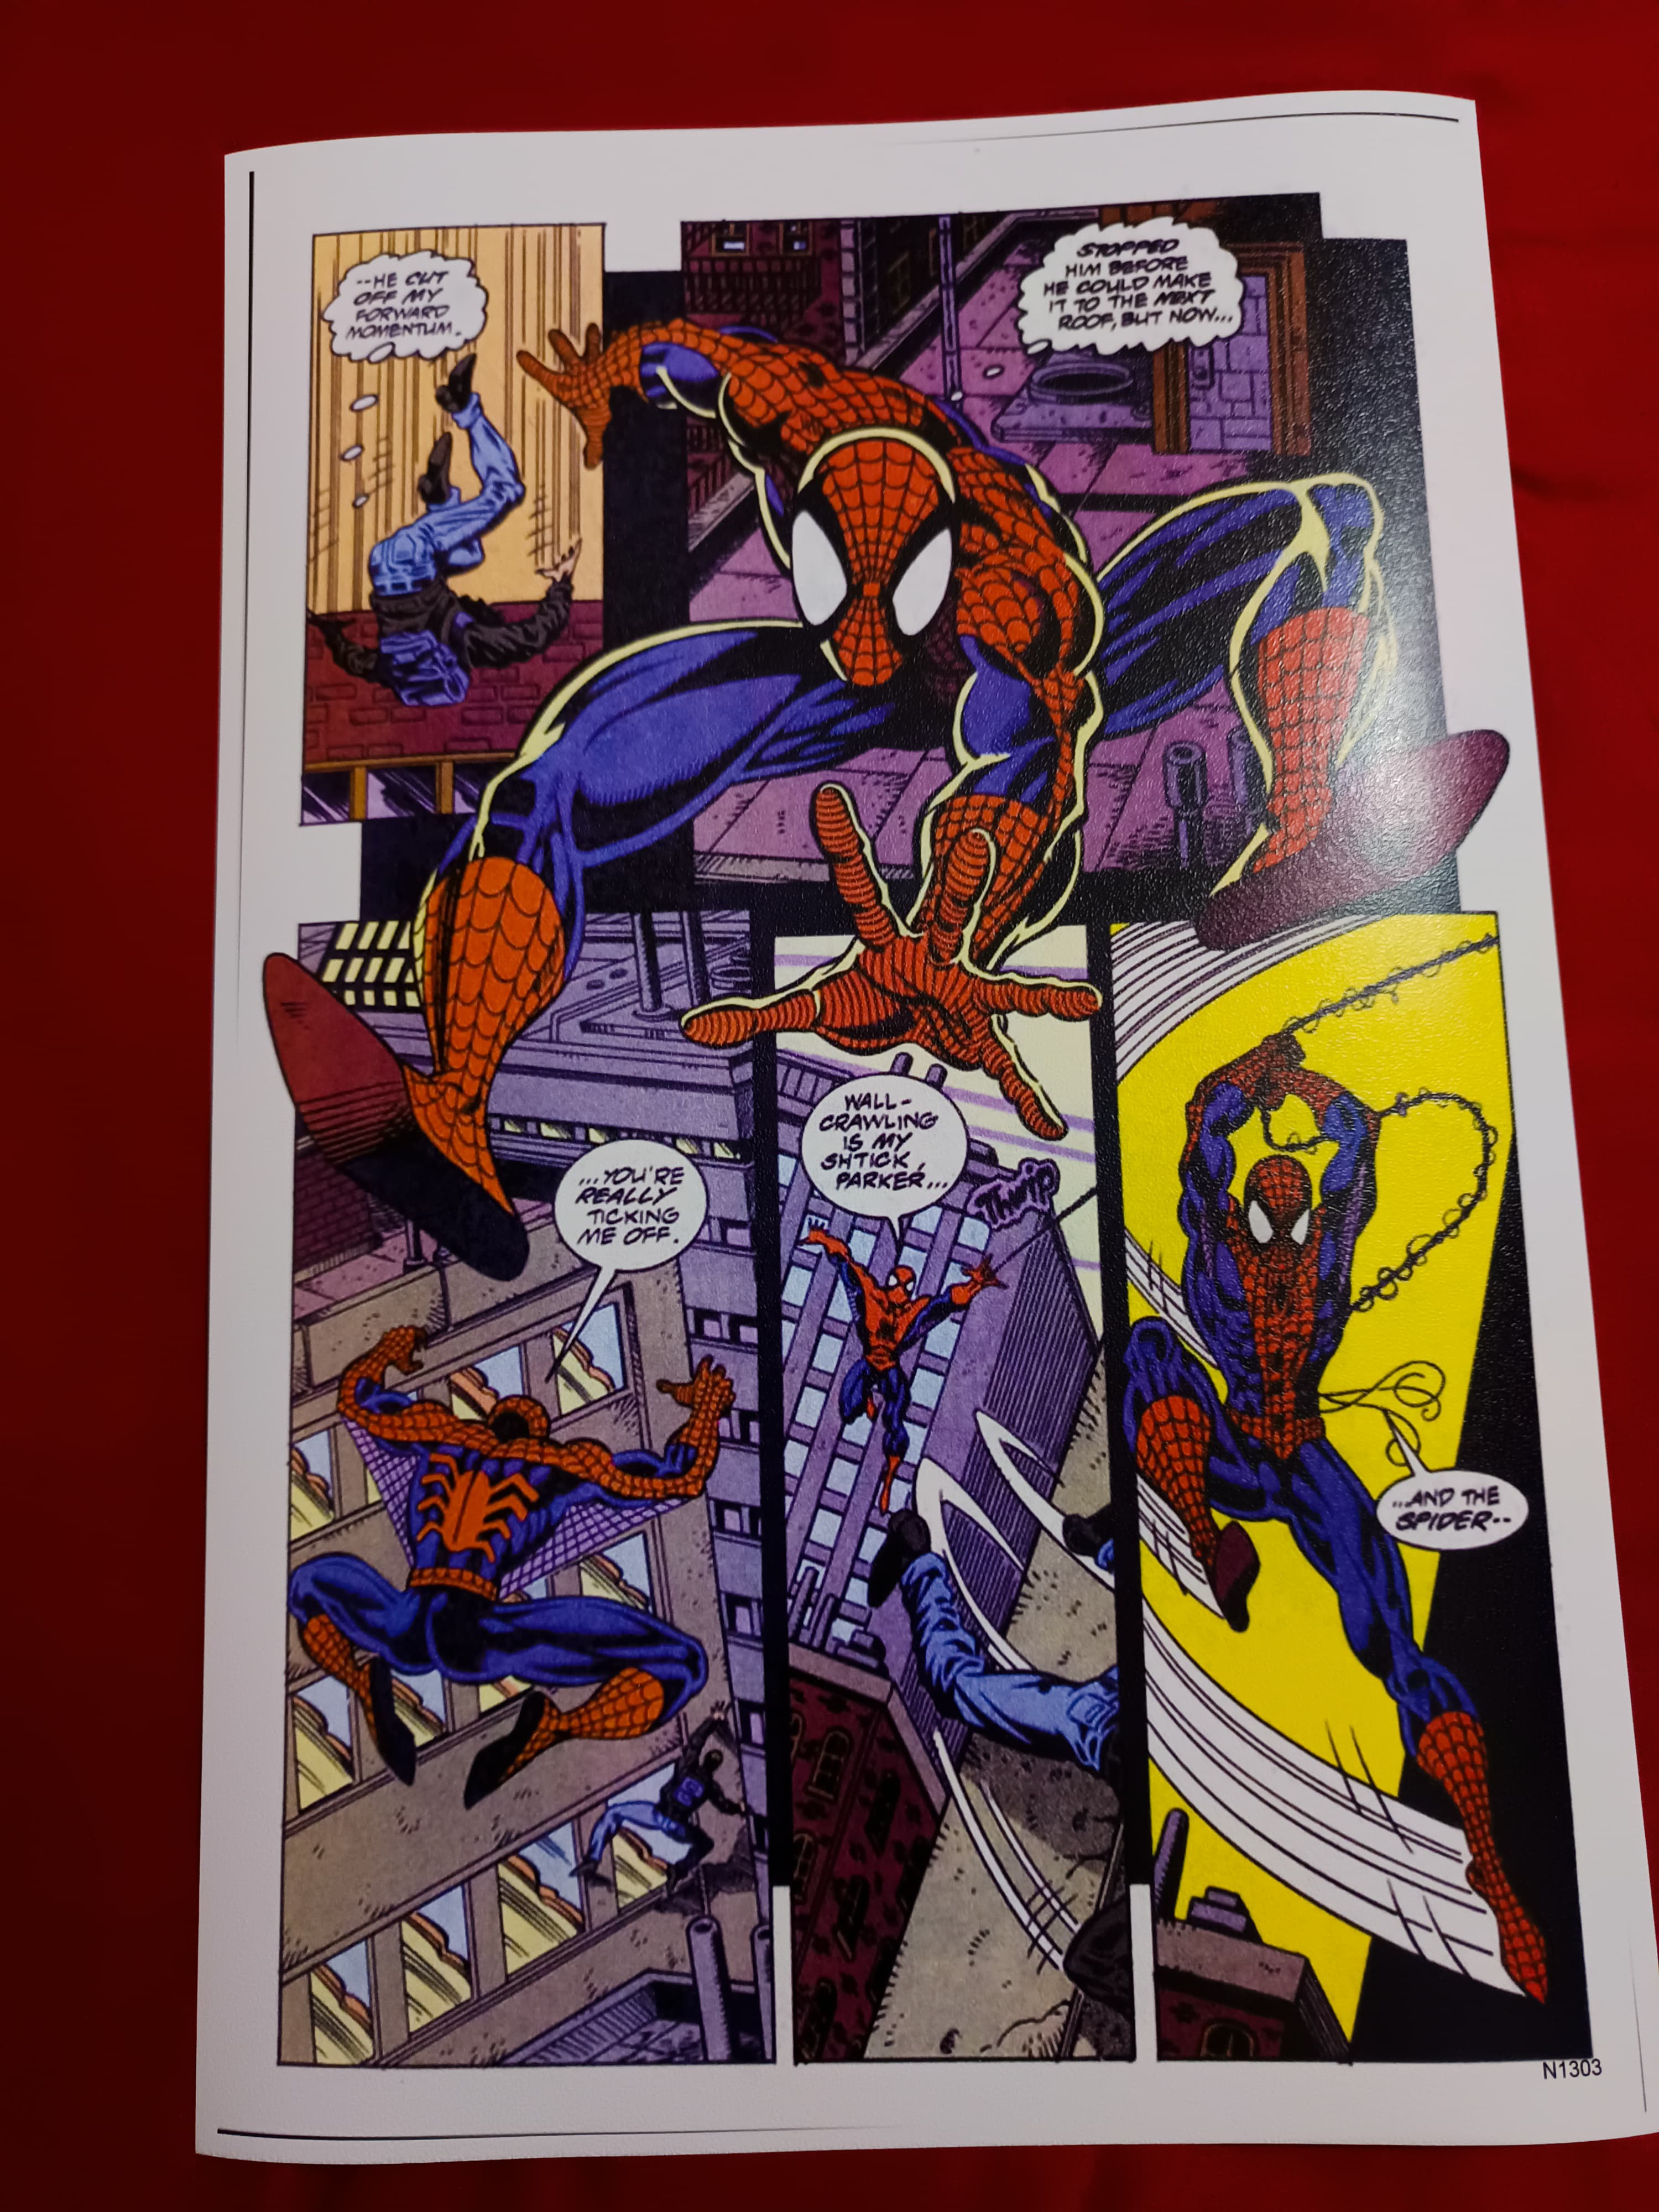 --HE CUT
OFF MY
FORWARD
MOMENTUM.
STOPPED
HIM BEFORE
HE COULD MAKE
IT TO THE NEXT
ROOF, BUT NOW...
...YOU'RE
REALLY
TICKING
ME OFF.
WALL-
CRAWLING
IS MY
SHTICK,
PARKER...
THWIP
...AND THE
SPIDER--
N1303